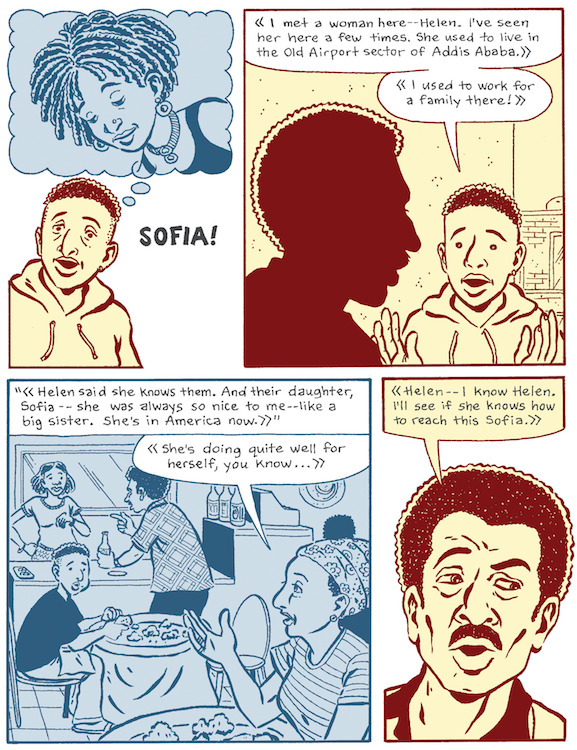 SOFIA!
⟪ I met a woman here--Helen. I've seen
her here a few times. She used to live in
the Old Airport sector of Addis Ababa.⟫
⟪ I used to work for
a family there!⟫
"⟪ Helen said she knows them. And their daughter,
Sofia -- she was always so nice to me--like a
big sister. She's in America now.⟫"
⟪ She's doing quite well for
herself, you know...⟫
⟪Helen-- I know Helen.
I'll see if she knows how
to reach this Sofia.⟫